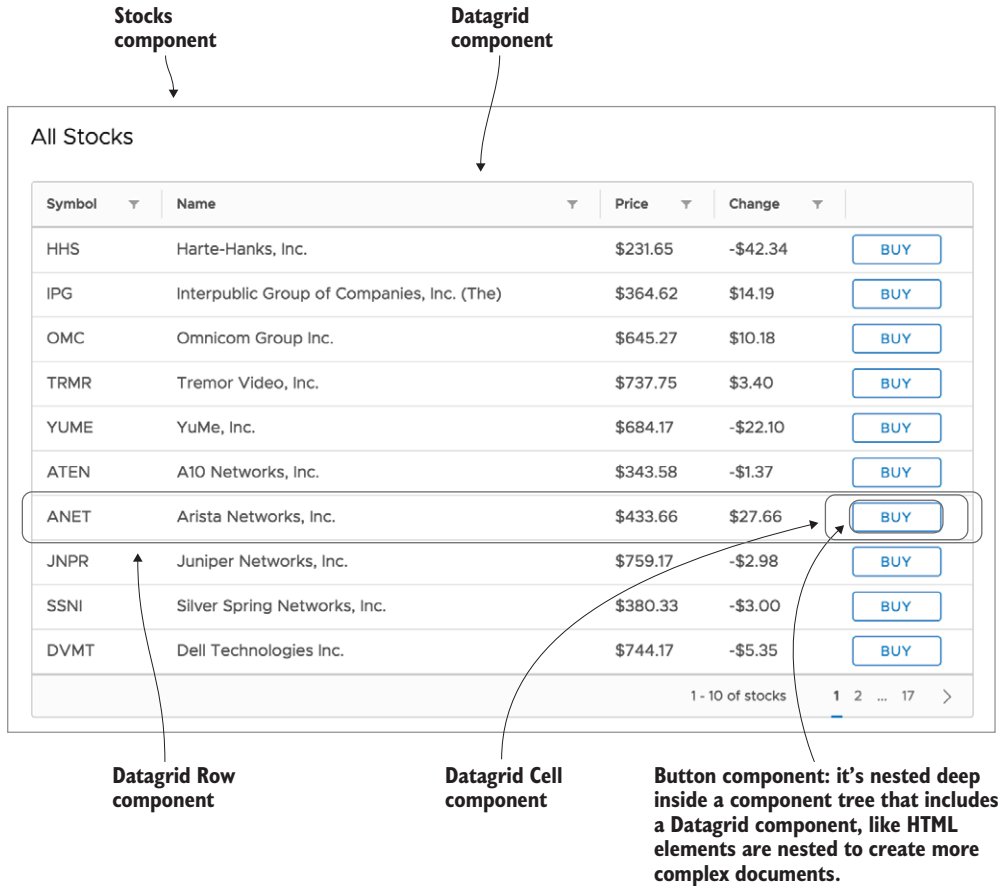 Stocks
component
Datagrid
component
All Stocks
Symbol Name Price Change
HHS Harte-Hanks, Inc. $231.65 -$42.34 BUY
IPG Interpublic Group of Companies, Inc. (The) $364.62 $14.19 BUY
OMC Omnicom Group Inc. $645.27 $10.18 BUY
TRMR Tremor Video, Inc. $737.75 $3.40 BUY
YUME YuMe, Inc. $684.17 -$22.10 BUY
ATEN A10 Networks, Inc. $343.58 -$1.37 BUY
ANET Arista Networks, Inc. $433.66 $27.66 BUY
JNPR Juniper Networks, Inc. $759.17 -$2.98 BUY
SSNI Silver Spring Networks, Inc. $380.33 -$3.00 BUY
DVMT Dell Technologies Inc. $744.17 -$5.35 BUY
1 - 10 of stocks 1 2 ... 17
Datagrid Row
component
Datagrid Cell
component
Button component: it's nested deep
inside a component tree that includes
a Datagrid component, like HTML
elements are nested to create more
complex documents.